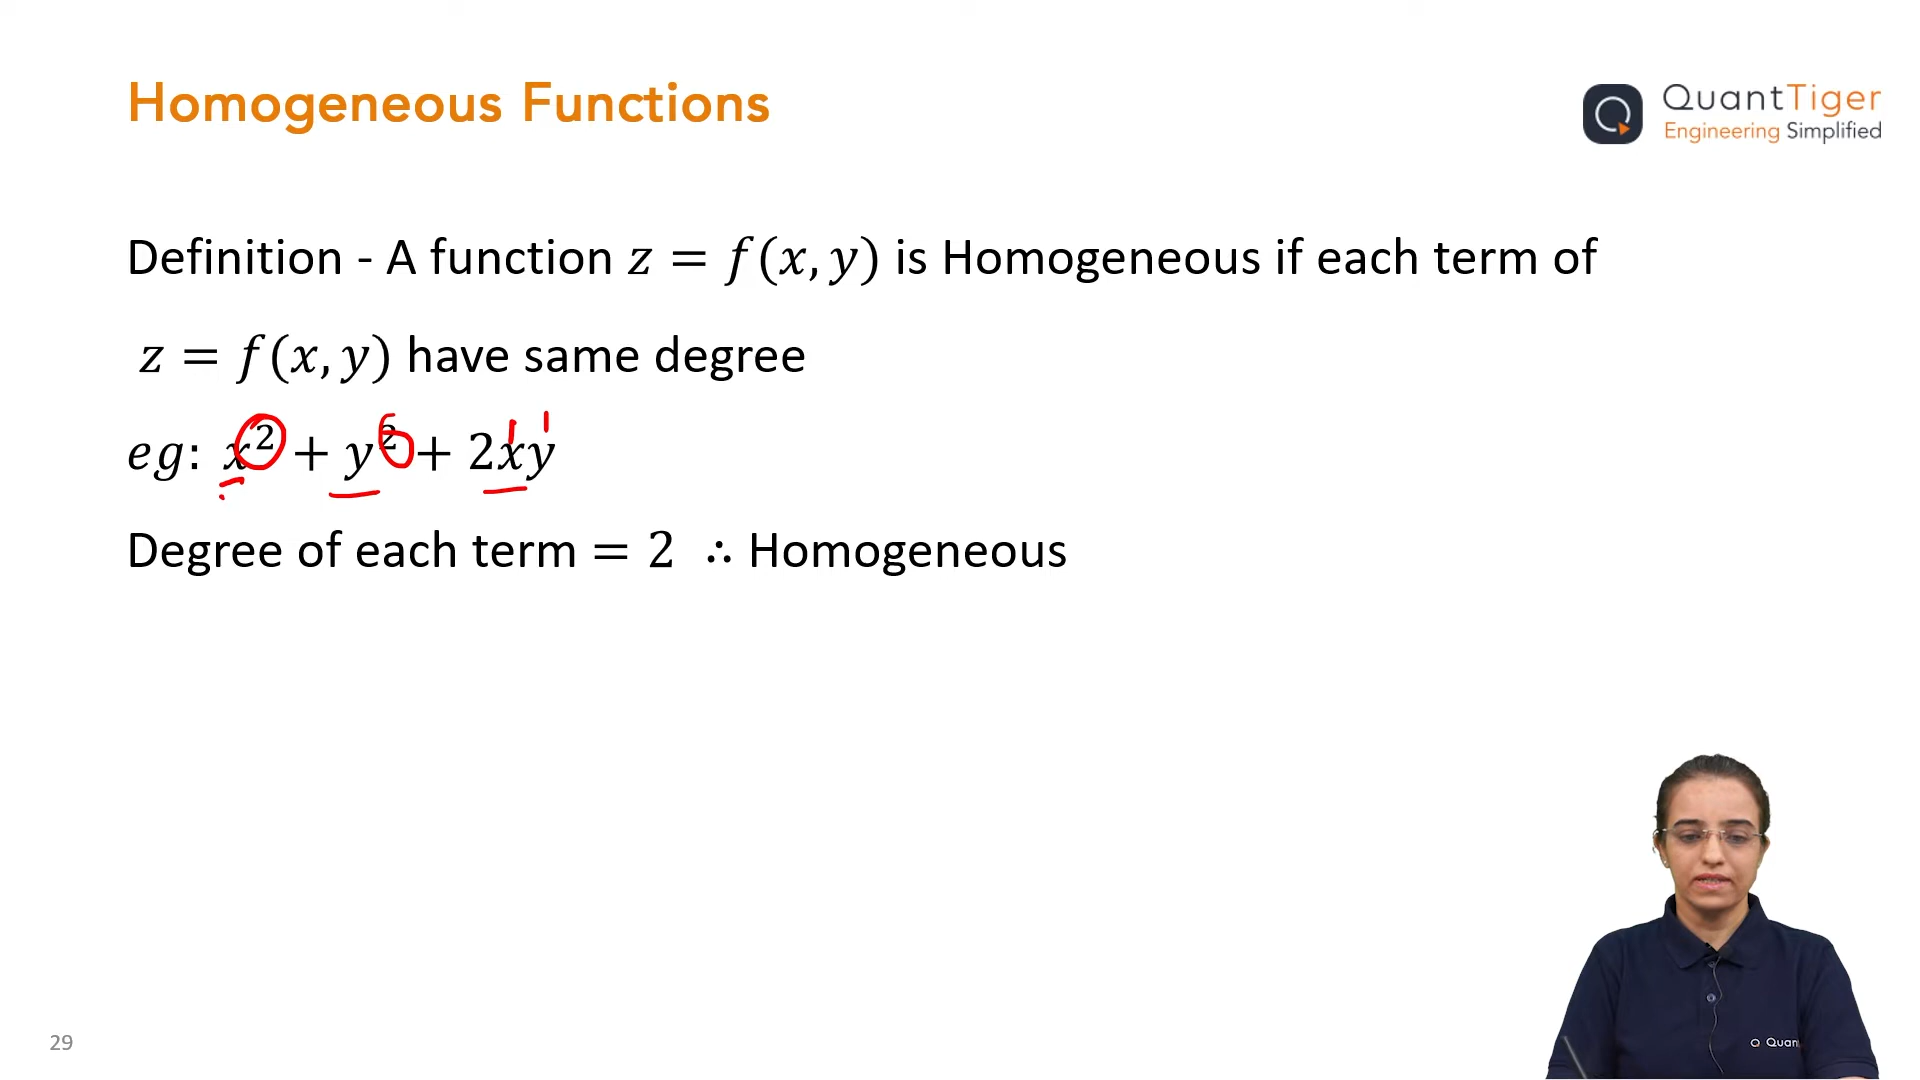 Homogeneous Functions
QuantTiger
Engineering Simplified
Definition - A function z = f(x, y) is Homogeneous if each term of
z = f(x, y) have same degree
eg: x² + y² + 2xy
Degree of each term = 2 ∴ Homogeneous
29